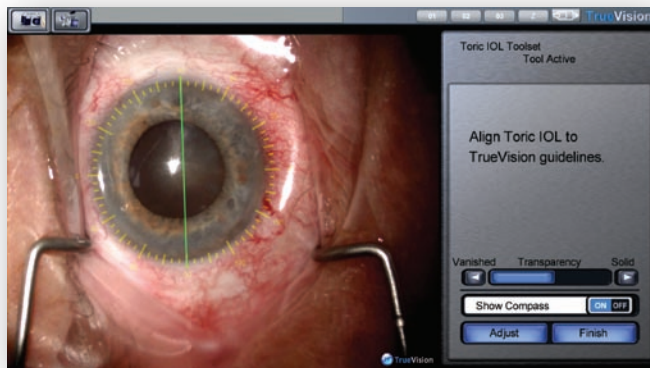 TrueVision
Toric IOL Toolset
Tool Active
Align Toric IOL to
TrueVision guidelines.
Vanished Transparency Solid
Show Compass ON OFF
Adjust Finish
TrueVision